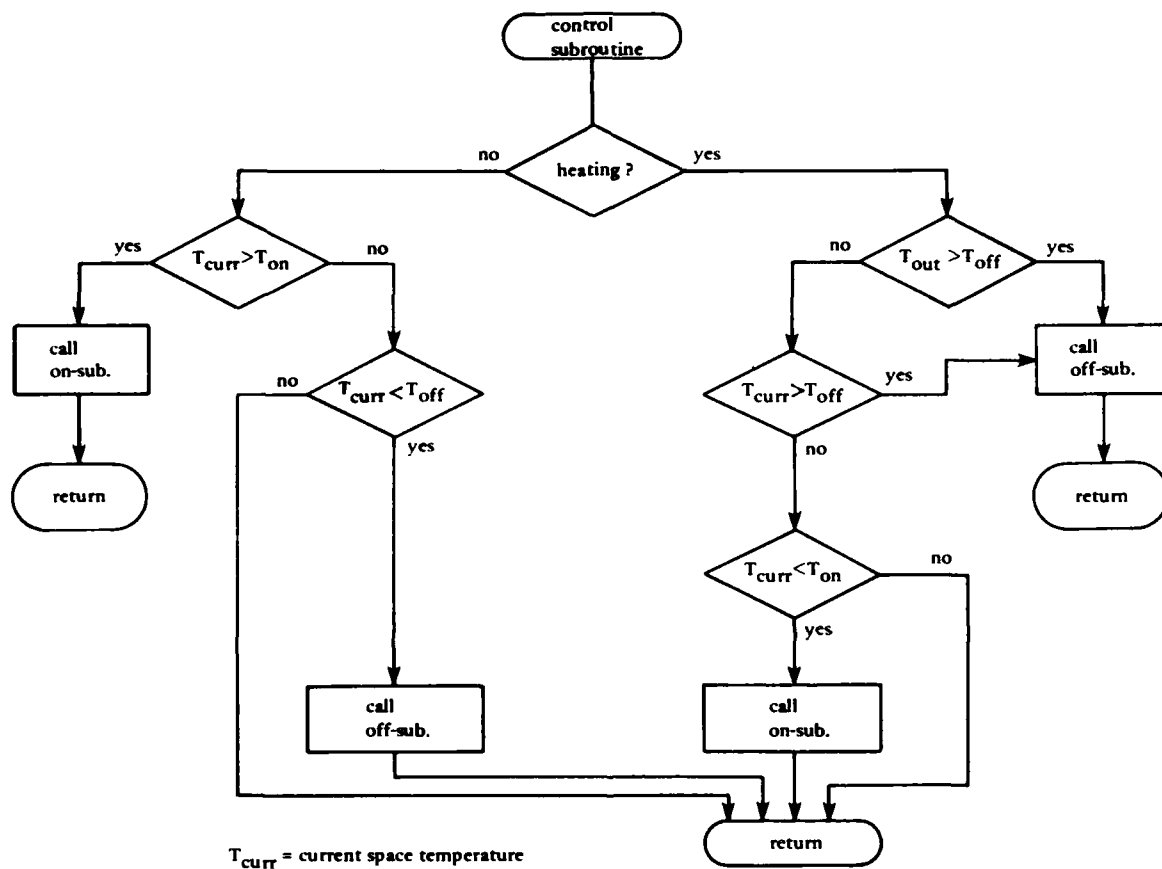 control
subroutine
heating ?
no
yes
T_curr>T_on
yes
no
T_out >T_off
no
yes
call
on-sub.
T_curr<T_off
no
yes
T_curr>T_off
yes
no
call
off-sub.
return
return
T_curr<T_on
no
yes
call
off-sub.
call
on-sub.
return
T_curr = current space temperature